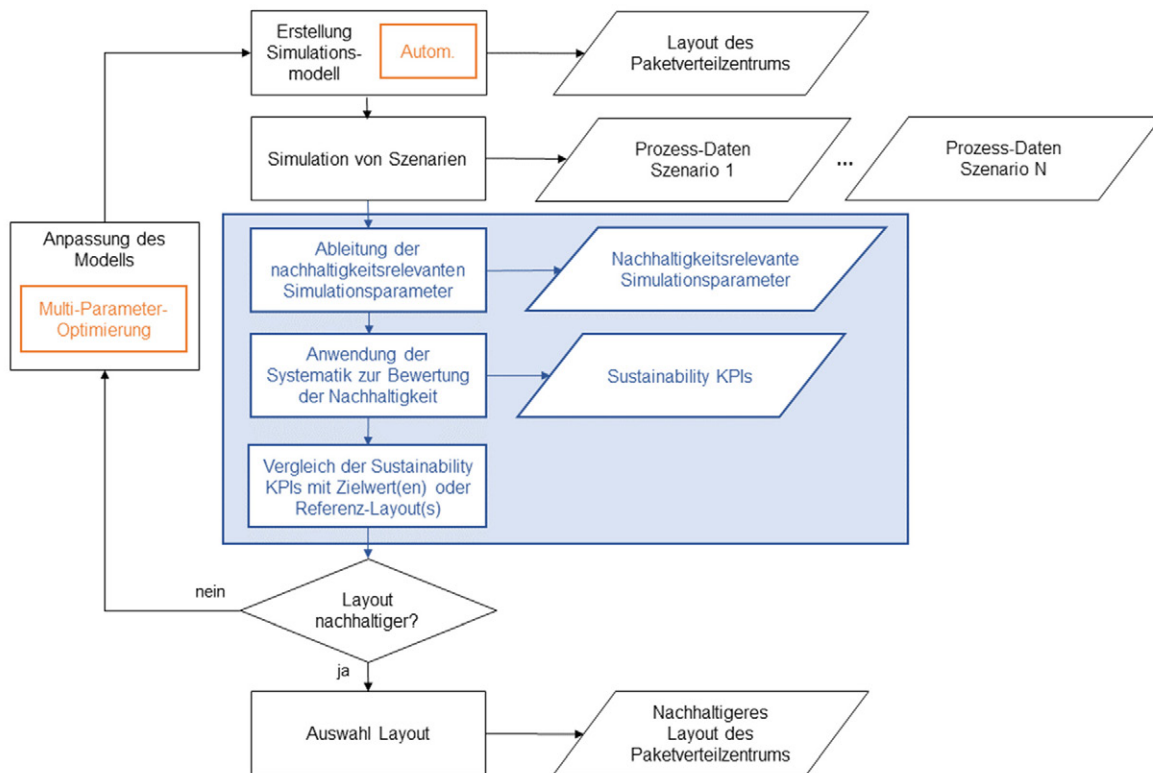 Erstellung
Simulations-
modell
Autom.
Layout des
Paketverteilzentrums
Simulation von Szenarien
Prozess-Daten
Szenario 1
...
Prozess-Daten
Szenario N
Anpassung des
Modells
Multi-Parameter-
Optimierung
Ableitung der
nachhaltigkeitsrelevanten
Simulationsparameter
Nachhaltigkeitsrelevante
Simulationsparameter
Anwendung der
Systematik zur Bewertung
der Nachhaltigkeit
Sustainability KPIs
Vergleich der Sustainability
KPIs mit Zielwert(en) oder
Referenz-Layout(s)
nein
Layout
nachhaltiger?
ja
Auswahl Layout
Nachhaltigeres
Layout des
Paketverteilzentrums